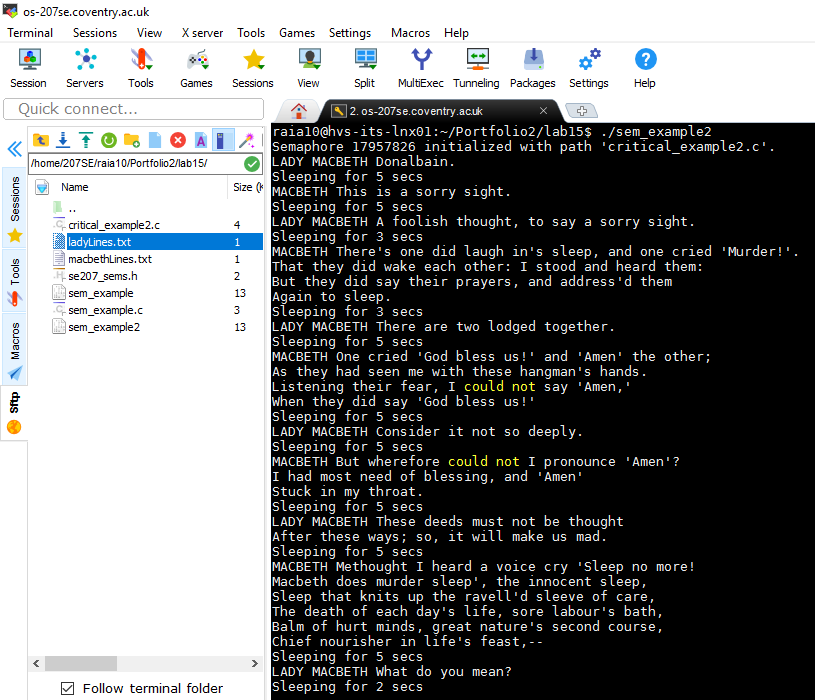 os-207se.coventry.ac.uk
Terminal Sessions View X server Tools Games Settings Macros Help
Session Servers Tools Games Sessions View Split MultiExec Tunneling Packages Settings Help
Quick connect...
2. os-207se.coventry.ac.uk
/home/207SE/raia10/Portfolio2/lab15/
Name Size (K
..
critical_example2.c 4
ladyLines.txt 1
macbethLines.txt 1
se207_sems.h 2
sem_example 13
sem_example.c 3
sem_example2 13
Sessions
Tools
Macros
Sftp
Follow terminal folder
raia10@hvs-its-lnx01:~/Portfolio2/lab15$ ./sem_example2
Semaphore 17957826 initialized with path 'critical_example2.c'.
LADY MACBETH Donalbain.
Sleeping for 5 secs
MACBETH This is a sorry sight.
Sleeping for 5 secs
LADY MACBETH A foolish thought, to say a sorry sight.
Sleeping for 3 secs
MACBETH There's one did laugh in's sleep, and one cried 'Murder!'.
That they did wake each other: I stood and heard them:
But they did say their prayers, and address'd them
Again to sleep.
Sleeping for 3 secs
LADY MACBETH There are two lodged together.
Sleeping for 5 secs
MACBETH One cried 'God bless us!' and 'Amen' the other;
As they had seen me with these hangman's hands.
Listening their fear, I could not say 'Amen,'
When they did say 'God bless us!'
Sleeping for 5 secs
LADY MACBETH Consider it not so deeply.
Sleeping for 5 secs
MACBETH But wherefore could not I pronounce 'Amen'?
I had most need of blessing, and 'Amen'
Stuck in my throat.
Sleeping for 5 secs
LADY MACBETH These deeds must not be thought
After these ways; so, it will make us mad.
Sleeping for 5 secs
MACBETH Methought I heard a voice cry 'Sleep no more!
Macbeth does murder sleep', the innocent sleep,
Sleep that knits up the ravell'd sleeve of care,
The death of each day's life, sore labour's bath,
Balm of hurt minds, great nature's second course,
Chief nourisher in life's feast,--
Sleeping for 5 secs
LADY MACBETH What do you mean?
Sleeping for 2 secs